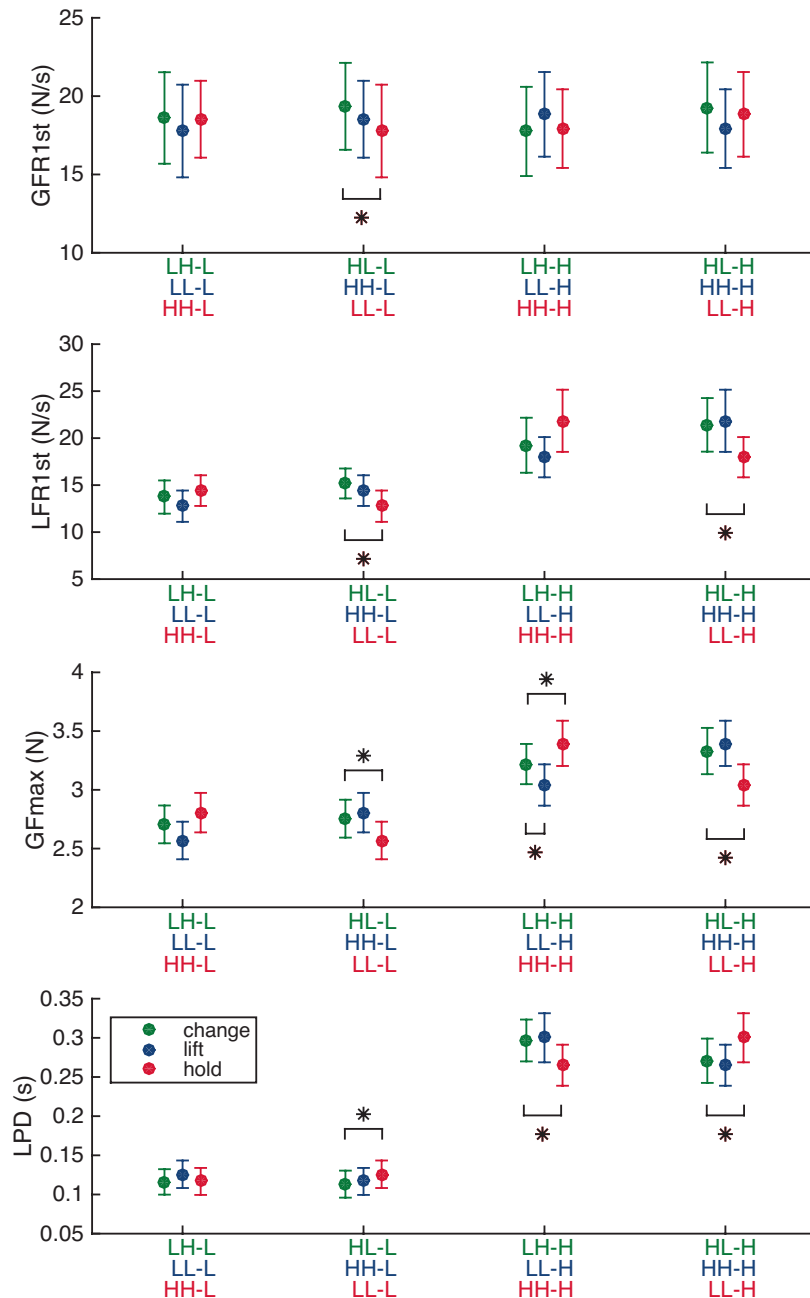 GFR1st (N/s)
25
20
15
10
*
LH-L HL-L LH-H HL-H
LL-L HH-L LL-H HH-H
HH-L LL-L HH-H LL-H
LFR1st (N/s)
30
25
20
15
10
5
* *
LH-L HL-L LH-H HL-H
LL-L HH-L LL-H HH-H
HH-L LL-L HH-H LL-H
GFmax (N)
4
3.5
3
2.5
2
*
*
* *
LH-L HL-L LH-H HL-H
LL-L HH-L LL-H HH-H
HH-L LL-L HH-H LL-H
LPD (s)
0.35
0.3
0.25
0.2
0.15
0.1
0.05
change
lift
hold
*
* *
LH-L HL-L LH-H HL-H
LL-L HH-L LL-H HH-H
HH-L LL-L HH-H LL-H